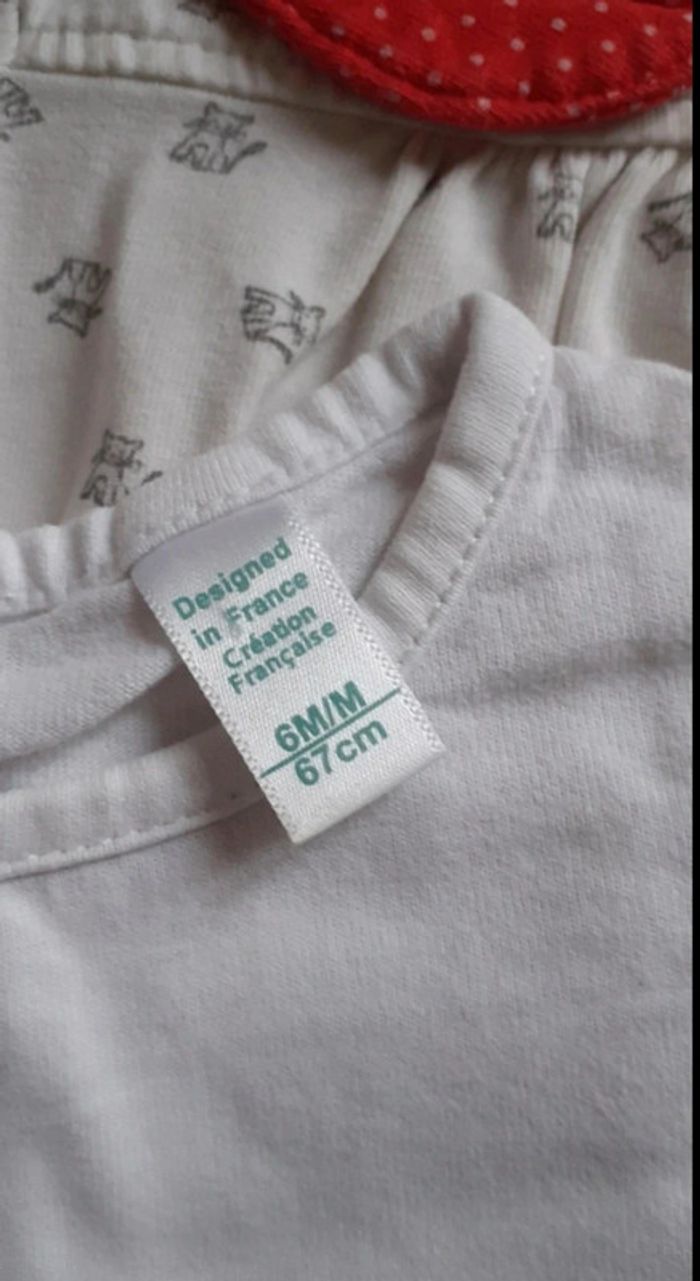 Designed
in France
Création
Française
6M/M
67cm